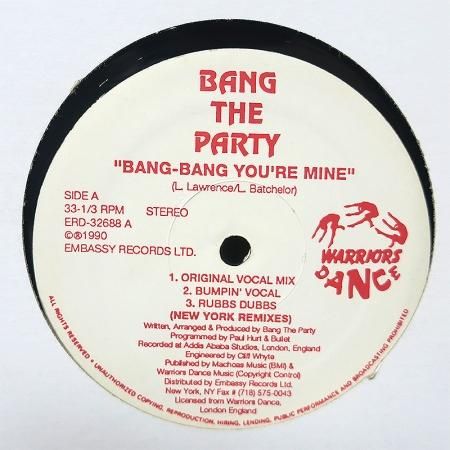 BANG
THE
PARTY
"BANG-BANG YOU'RE MINE"
(L. Lawrence/L. Batchelor)
SIDE A
33-1/3 RPM STEREO
ERD-32688 A
©℗1990
EMBASSY RECORDS LTD.
WARRIORS
DANCE
1. ORIGINAL VOCAL MIX
2. BUMPIN' VOCAL
3. RUBBS DUBBS
(NEW YORK REMIXES)
Written, Arranged & Produced by Bang The Party
Programmed by Paul Hurt & Bullet
Recorded at Addis Ababa Studios, London, England
Engineered by Cliff Whyte
Published by Machoas Music (BMI) &
Warriors Dance Music (Copyright Control)
Distributed by Embassy Records Ltd.
New York, NY Fax # (718) 575-0043
Licensed from Warriors Dance,
London England
ALL RIGHTS RESERVED • UNAUTHORIZED COPYING, REPRODUCTION, HIRING, LENDING, PUBLIC PERFORMANCE AND BROADCASTING PROHIBITED